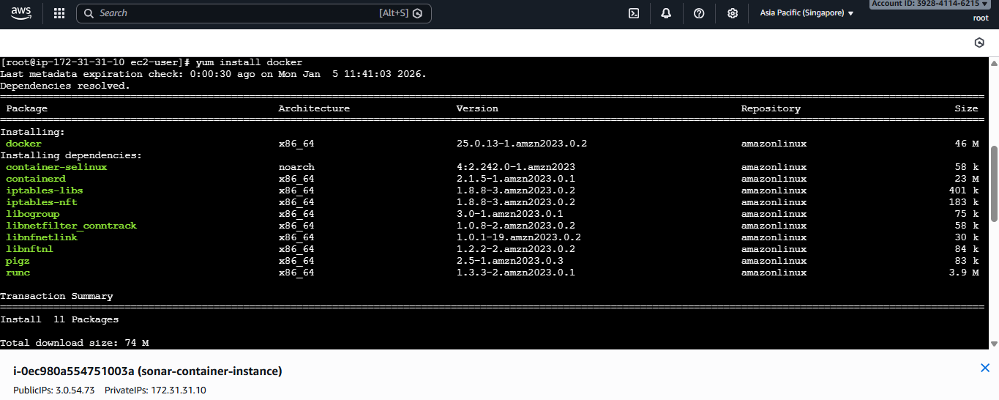 aws
Search [Alt+S]
Asia Pacific (Singapore)
Account ID: 3928-4114-6215
root
[root@ip-172-31-31-10 ec2-user]# yum install docker
Last metadata expiration check: 0:00:30 ago on Mon Jan  5 11:41:03 2026.
Dependencies resolved.
Package Architecture Version Repository Size
Installing:
docker x86_64 25.0.13-1.amzn2023.0.2 amazonlinux 46 M
Installing dependencies:
container-selinux noarch 4:2.242.0-1.amzn2023 amazonlinux 58 k
containerd x86_64 2.1.5-1.amzn2023.0.1 amazonlinux 23 M
iptables-libs x86_64 1.8.8-3.amzn2023.0.2 amazonlinux 401 k
iptables-nft x86_64 1.8.8-3.amzn2023.0.2 amazonlinux 183 k
libcgroup x86_64 3.0-1.amzn2023.0.1 amazonlinux 75 k
libnetfilter_conntrack x86_64 1.0.8-2.amzn2023.0.2 amazonlinux 58 k
libnfnetlink x86_64 1.0.1-19.amzn2023.0.2 amazonlinux 30 k
libnftnl x86_64 1.2.2-2.amzn2023.0.2 amazonlinux 84 k
pigz x86_64 2.5-1.amzn2023.0.3 amazonlinux 83 k
runc x86_64 1.3.3-2.amzn2023.0.1 amazonlinux 3.9 M
Transaction Summary
Install  11 Packages
Total download size: 74 M
i-0ec980a554751003a (sonar-container-instance)
PublicIPs: 3.0.54.73 PrivateIPs: 172.31.31.10